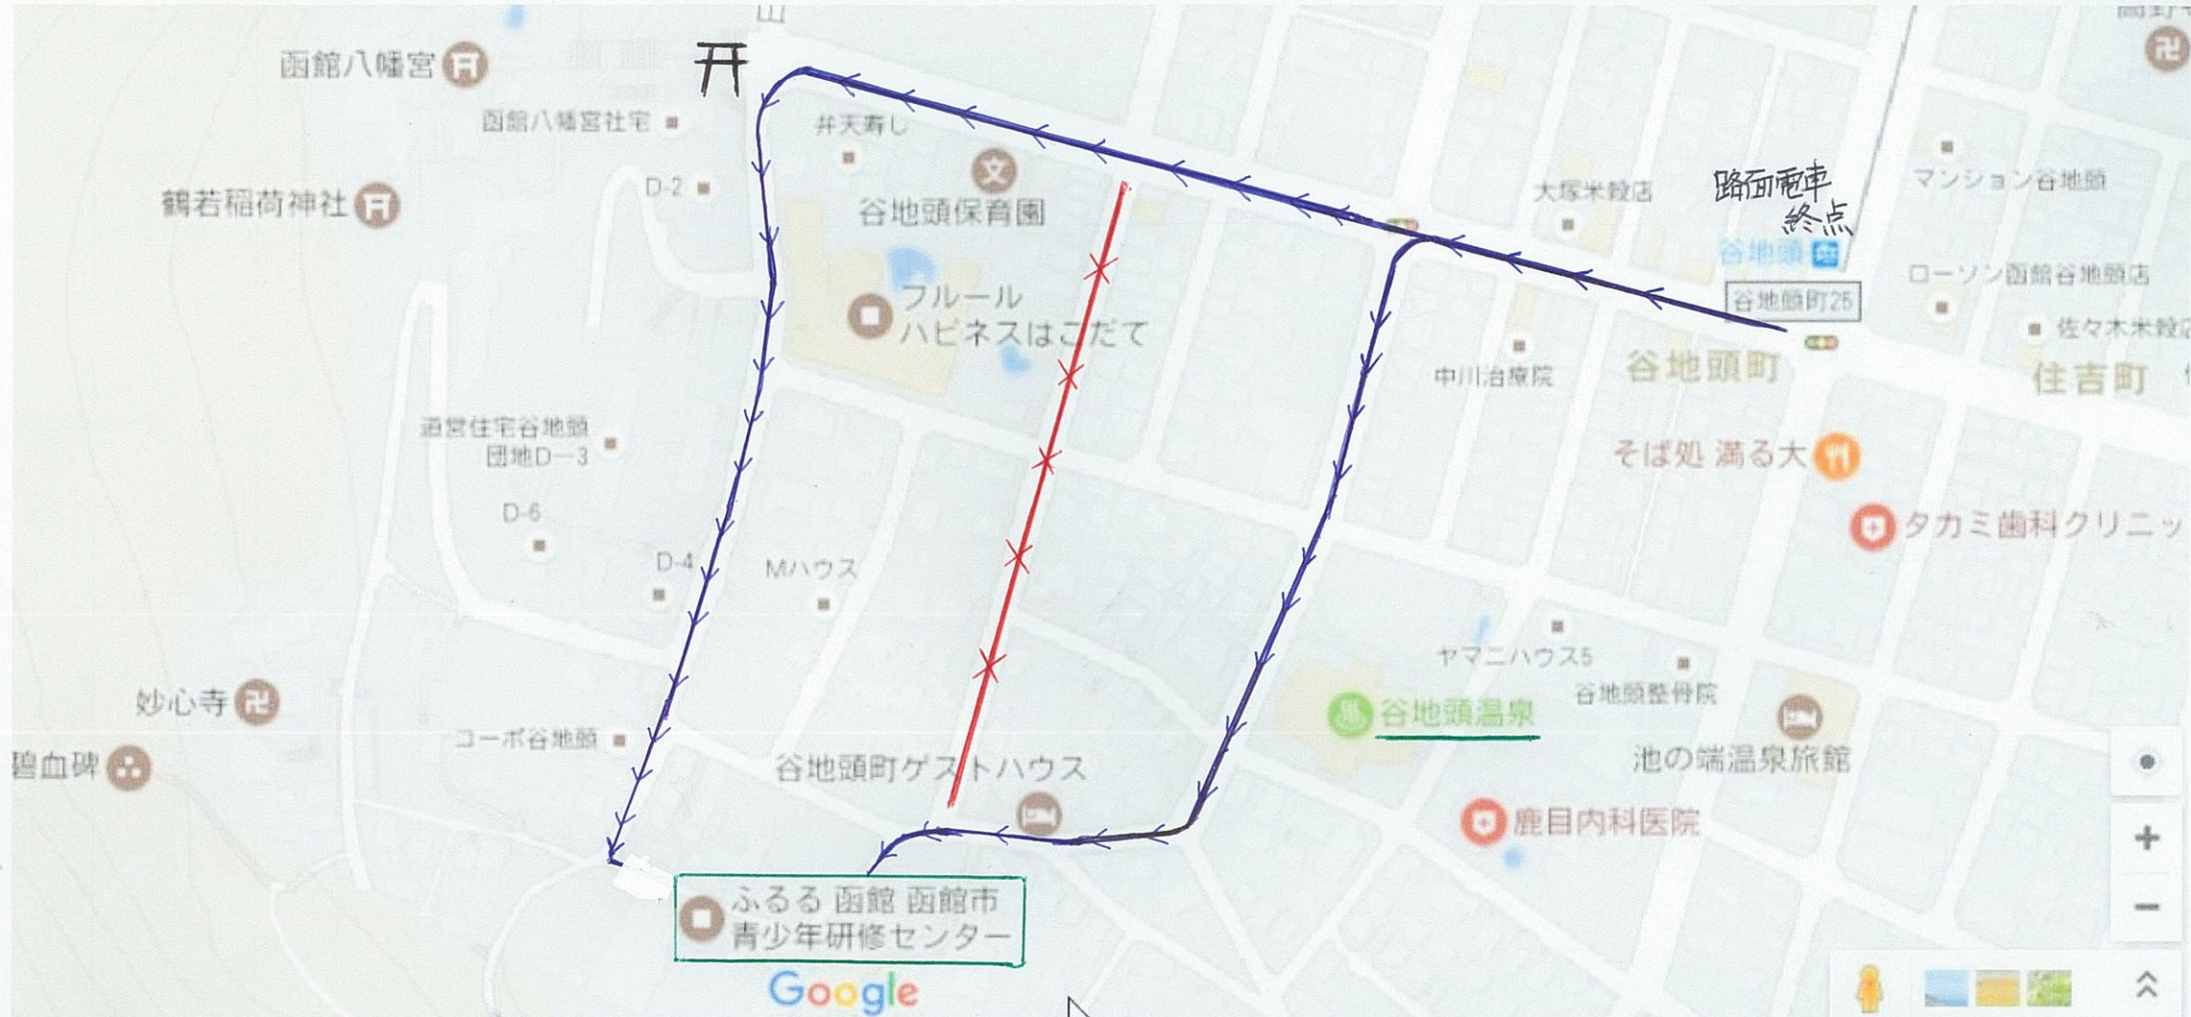 函館八幡宮
函館八幡宮社宅
弁天寿し
D-2
鶴若稲荷神社
谷地頭保育園
大塚米穀店
路面電車
終点
マンション谷地頭
谷地頭
ローソン函館谷地頭店
谷地頭町25
フルール
ハピネスはこだて
佐々木米穀店
中川治療院
谷地頭町
住吉町
道営住宅谷地頭
団地D-3
そば処 満る大
D-6
タカミ歯科クリニッ
D-4
Mハウス
ヤマニハウス5
谷地頭整骨院
妙心寺
谷地頭温泉
コーポ谷地頭
碧血碑
谷地頭町ゲストハウス
池の端温泉旅館
鹿目内科医院
ふるる 函館 函館市
青少年研修センター
Google